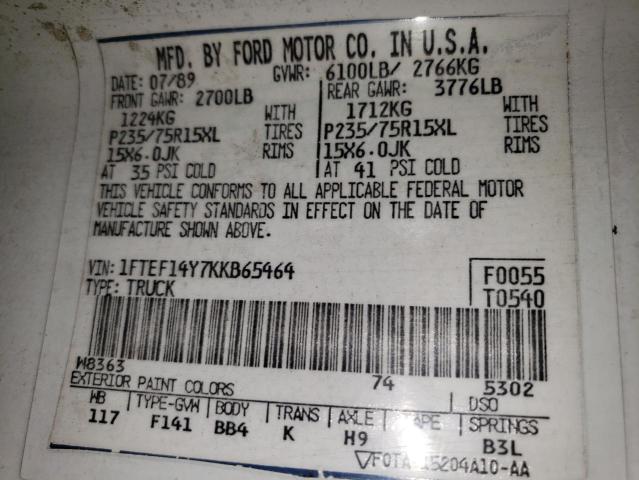 MFD. BY FORD MOTOR CO. IN U.S.A.
DATE: 07/89 GVWR: 6100LB/ 2766KG
FRONT GAWR: 2700LB REAR GAWR: 3776LB
1224KG WITH 1712KG WITH
P235/75R15XL TIRES P235/75R15XL TIRES
15X6.0JK RIMS 15X6.0JK RIMS
AT 35 PSI COLD AT 41 PSI COLD
THIS VEHICLE CONFORMS TO ALL APPLICABLE FEDERAL MOTOR
VEHICLE SAFETY STANDARDS IN EFFECT ON THE DATE OF
MANUFACTURE SHOWN ABOVE.
VIN: 1FTEF14Y7KKB65464 F0055
TYPE: TRUCK T0540
W8363 74 5302
EXTERIOR PAINT COLORS DSO
WB TYPE-GVW BODY TRANS AXLE SPRINGS
117 F141 BB4 K H9 B3L
15204A10-AA